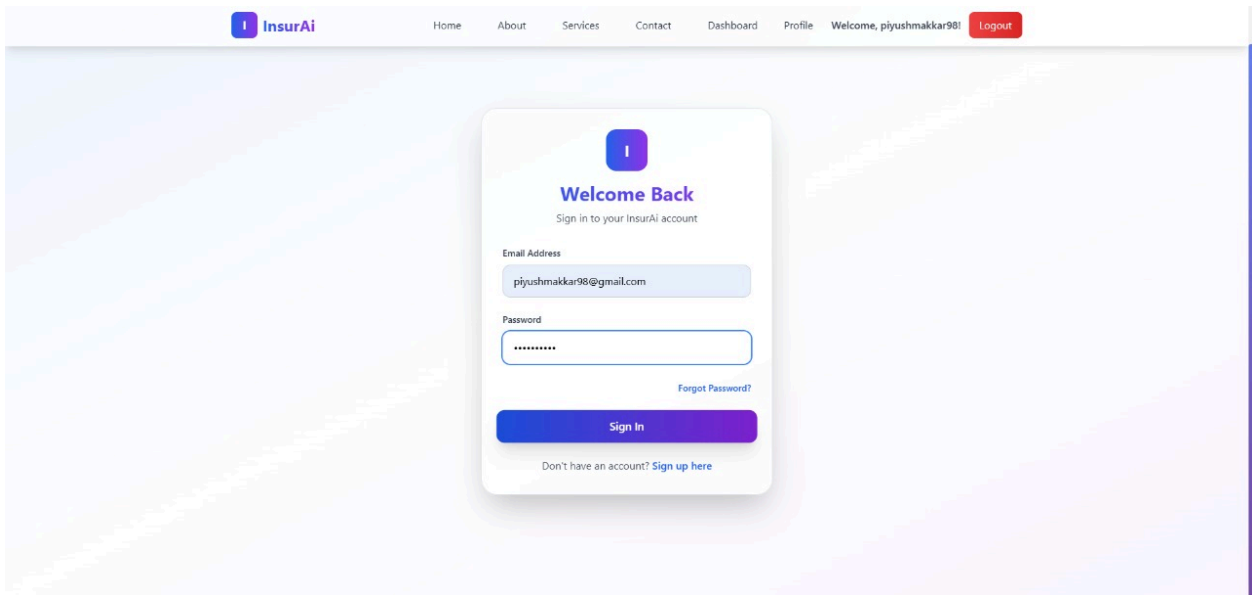 I InsurAi Home About Services Contact Dashboard Profile Welcome, piyushmakkar98! Logout
I
Welcome Back
Sign in to your InsurAi account
Email Address
piyushmakkar98@gmail.com
Password
••••••••••
Forgot Password?
Sign In
Don't have an account? Sign up here